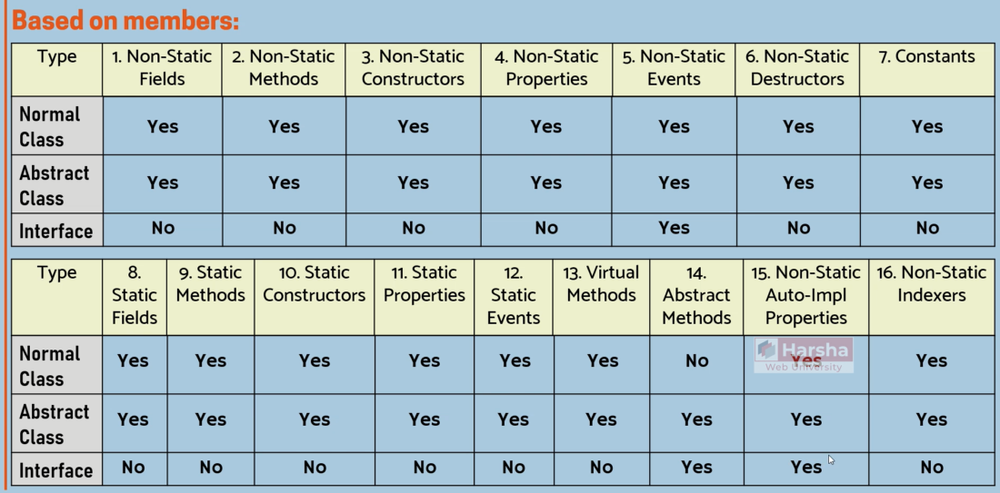 Based on members:
Type 1. Non-Static Fields 2. Non-Static Methods 3. Non-Static Constructors 4. Non-Static Properties 5. Non-Static Events 6. Non-Static Destructors 7. Constants
Normal Class Yes Yes Yes Yes Yes Yes Yes
Abstract Class Yes Yes Yes Yes Yes Yes Yes
Interface No No No No Yes No No
Type 8. Static Fields 9. Static Methods 10. Static Constructors 11. Static Properties 12. Static Events 13. Virtual Methods 14. Abstract Methods 15. Non-Static Auto-Impl Properties 16. Non-Static Indexers
Normal Class Yes Yes Yes Yes Yes Yes No Yes Yes
Harsha
Web University
Abstract Class Yes Yes Yes Yes Yes Yes Yes Yes Yes
Interface No No No No No No Yes Yes No